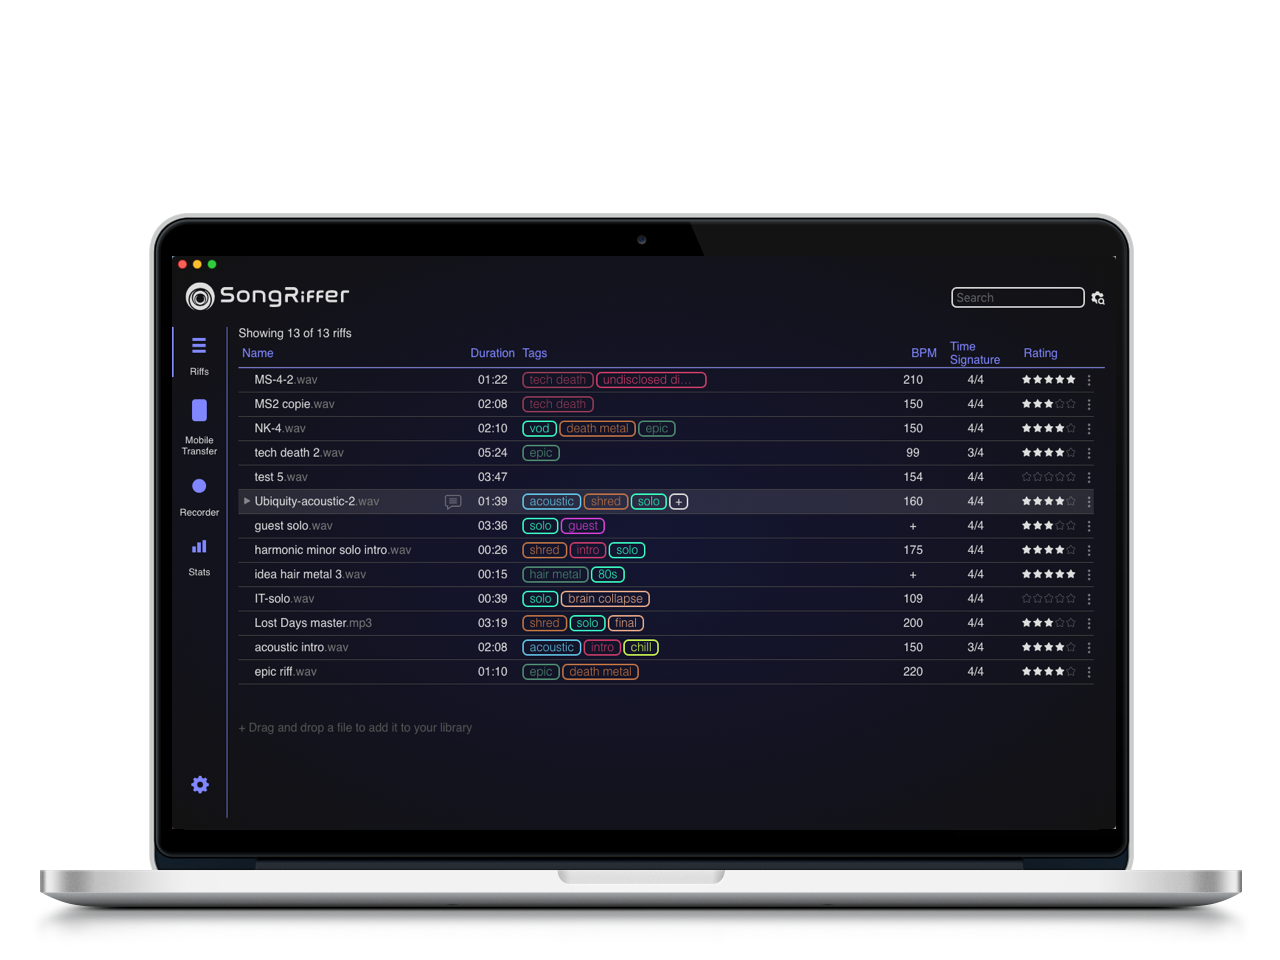 SongRiffer
Search
Showing 13 of 13 riffs
Name Duration Tags BPM Time Signature Rating
MS-4-2.wav 01:22 tech death undisclosed di... 210 4/4
MS2 copie.wav 02:08 tech death 150 4/4
NK-4.wav 02:10 vod death metal epic 150 4/4
tech death 2.wav 05:24 epic 99 3/4
test 5.wav 03:47 154 4/4
Ubiquity-acoustic-2.wav 01:39 acoustic shred solo + 160 4/4
guest solo.wav 03:36 solo guest + 4/4
harmonic minor solo intro.wav 00:26 shred intro solo 175 4/4
idea hair metal 3.wav 00:15 hair metal 80s + 4/4
IT-solo.wav 00:39 solo brain collapse 109 4/4
Lost Days master.mp3 03:19 shred solo final 200 4/4
acoustic intro.wav 02:08 acoustic intro chill 150 3/4
epic riff.wav 01:10 epic death metal 220 4/4
+ Drag and drop a file to add it to your library
Riffs
Mobile
Transfer
Recorder
Stats